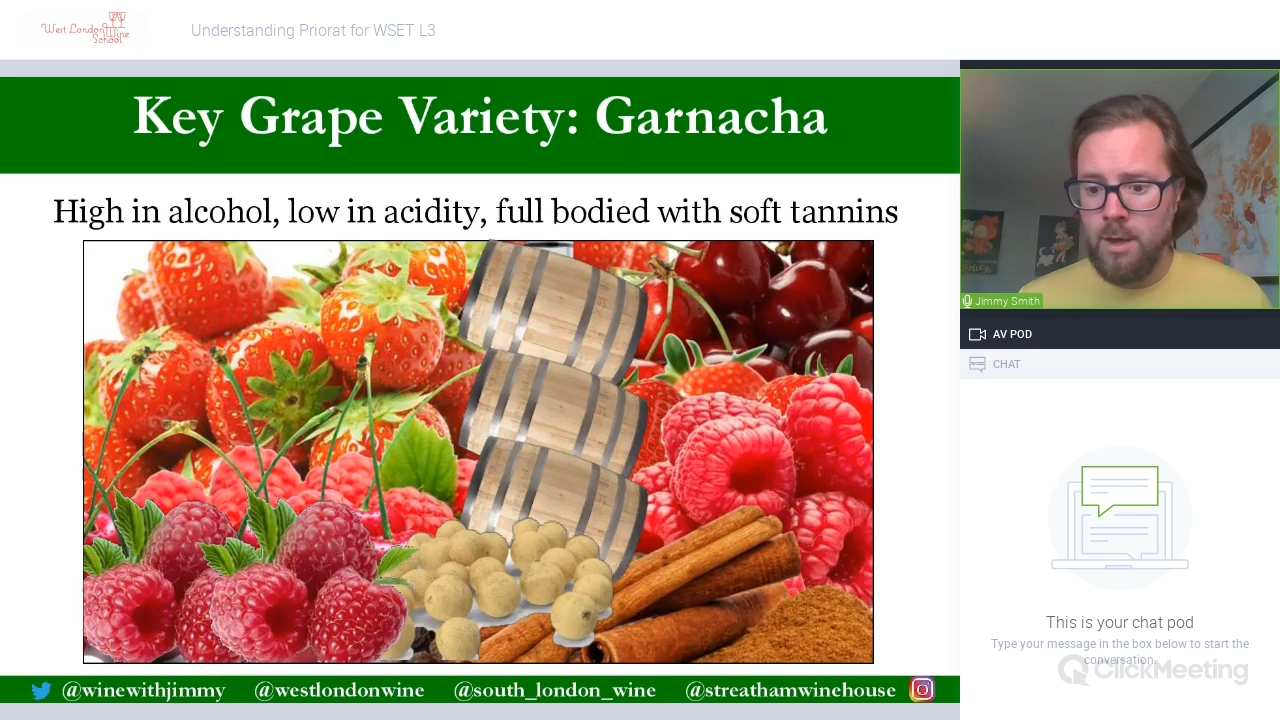 West London Wine School
Understanding Priorat for WSET L3
Key Grape Variety: Garnacha
High in alcohol, low in acidity, full bodied with soft tannins
@winewithjimmy @westlondonwine @south_london_wine @streathamwinehouse
Jimmy Smith
AV POD
CHAT
This is your chat pod
Type your message in the box below to start the
conversation.
ClickMeeting